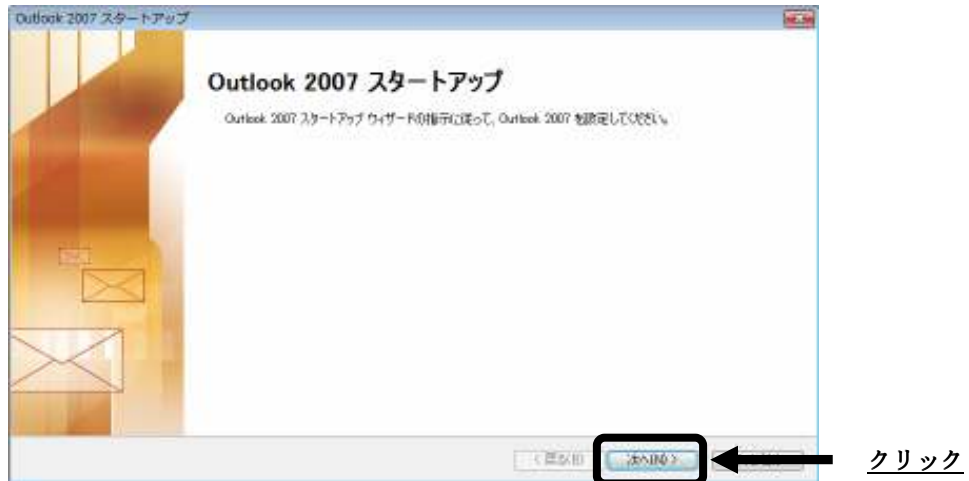 Outlook 2007 スタートアップ
Outlook 2007 スタートアップ
Outlook 2007 スタートアップ ウィザードの指示に従って, Outlook 2007 を設定してください。
< 戻る(B)
次へ(N) >
クリック